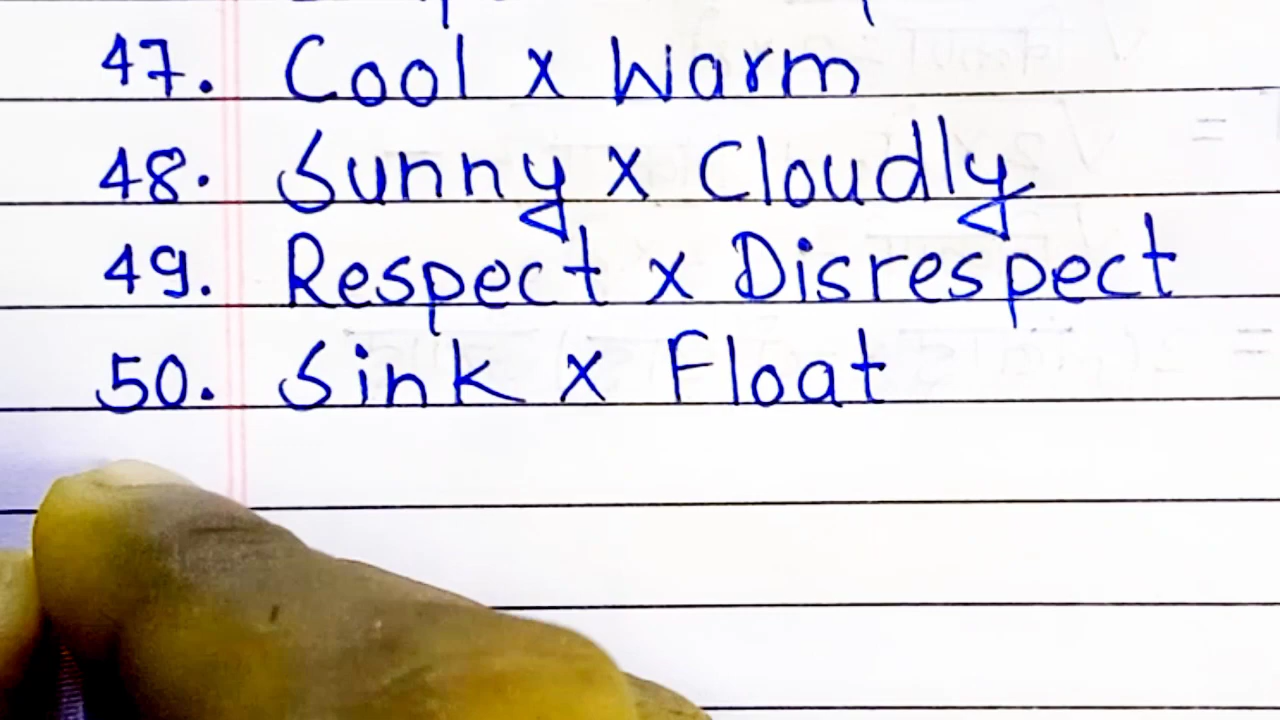 47. Cool x Warm
48. Sunny x Cloudly
49. Respect x Disrespect
50. Sink x Float